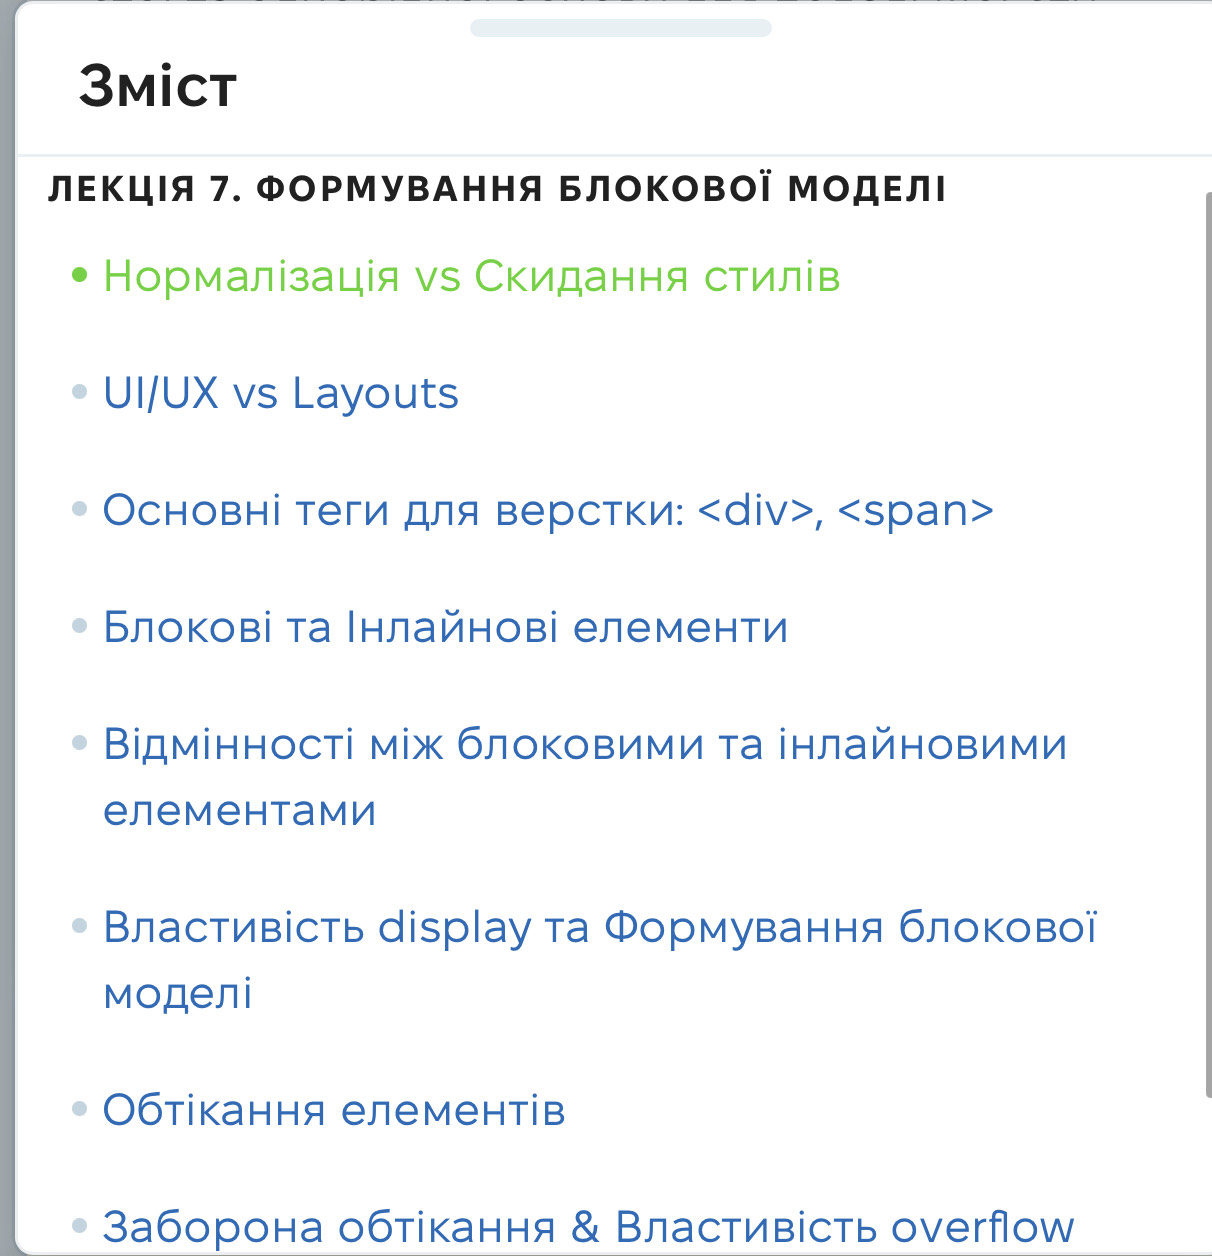 Зміст
ЛЕКЦІЯ 7. ФОРМУВАННЯ БЛОКОВОЇ МОДЕЛІ
• Нормалізація vs Скидання стилів
• UI/UX vs Layouts
• Основні теги для верстки: <div>, <span>
• Блокові та Інлайнові елементи
• Відмінності між блоковими та інлайновими
елементами
• Властивість display та Формування блокової
моделі
• Обтікання елементів
• Заборона обтікання & Властивість overflow